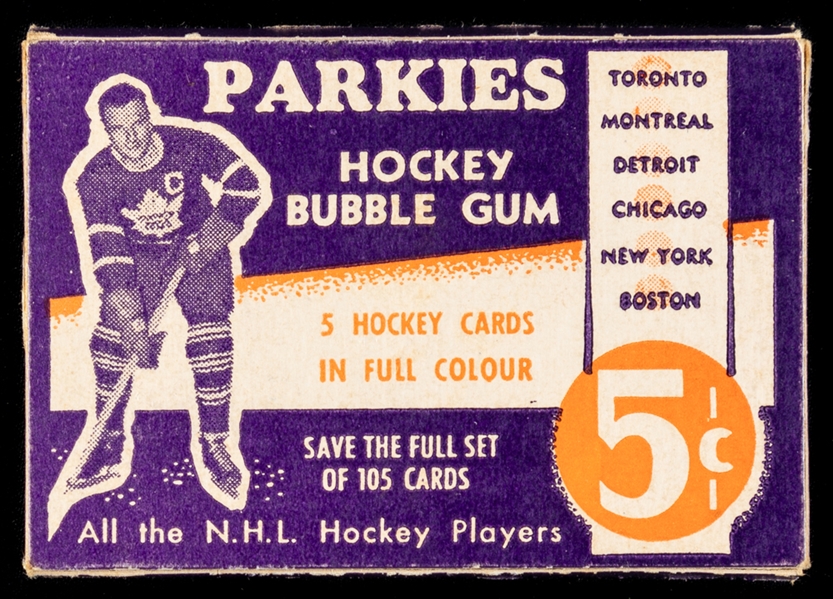 PARKIES
HOCKEY
BUBBLE GUM
TORONTO
MONTREAL
DETROIT
CHICAGO
NEW YORK
BOSTON
C
5 HOCKEY CARDS
IN FULL COLOUR
5¢
SAVE THE FULL SET
OF 105 CARDS
All the N.H.L. Hockey Players